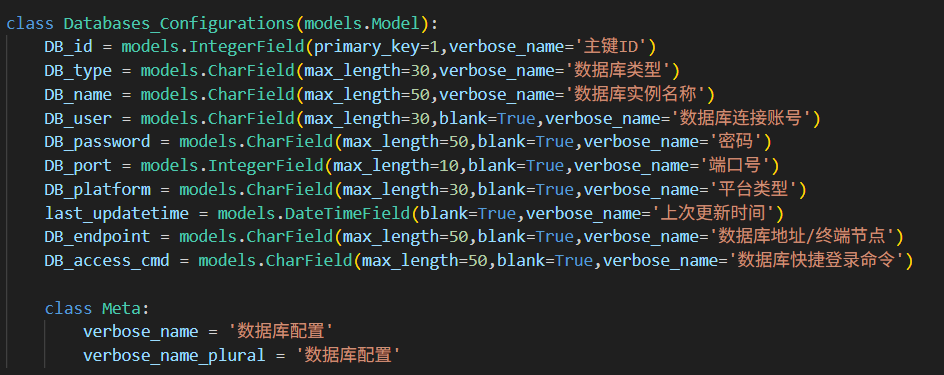 class Databases_Configurations(models.Model):
    DB_id = models.IntegerField(primary_key=1,verbose_name='主键ID')
    DB_type = models.CharField(max_length=30,verbose_name='数据库类型')
    DB_name = models.CharField(max_length=50,verbose_name='数据库实例名称')
    DB_user = models.CharField(max_length=30,blank=True,verbose_name='数据库连接账号')
    DB_password = models.CharField(max_length=50,blank=True,verbose_name='密码')
    DB_port = models.IntegerField(max_length=10,blank=True,verbose_name='端口号')
    DB_platform = models.CharField(max_length=30,blank=True,verbose_name='平台类型')
    last_updatetime = models.DateTimeField(blank=True,verbose_name='上次更新时间')
    DB_endpoint = models.CharField(max_length=50,blank=True,verbose_name='数据库地址/终端节点')
    DB_access_cmd = models.CharField(max_length=50,blank=True,verbose_name='数据库快捷登录命令')
    class Meta:
        verbose_name = '数据库配置'
        verbose_name_plural = '数据库配置'